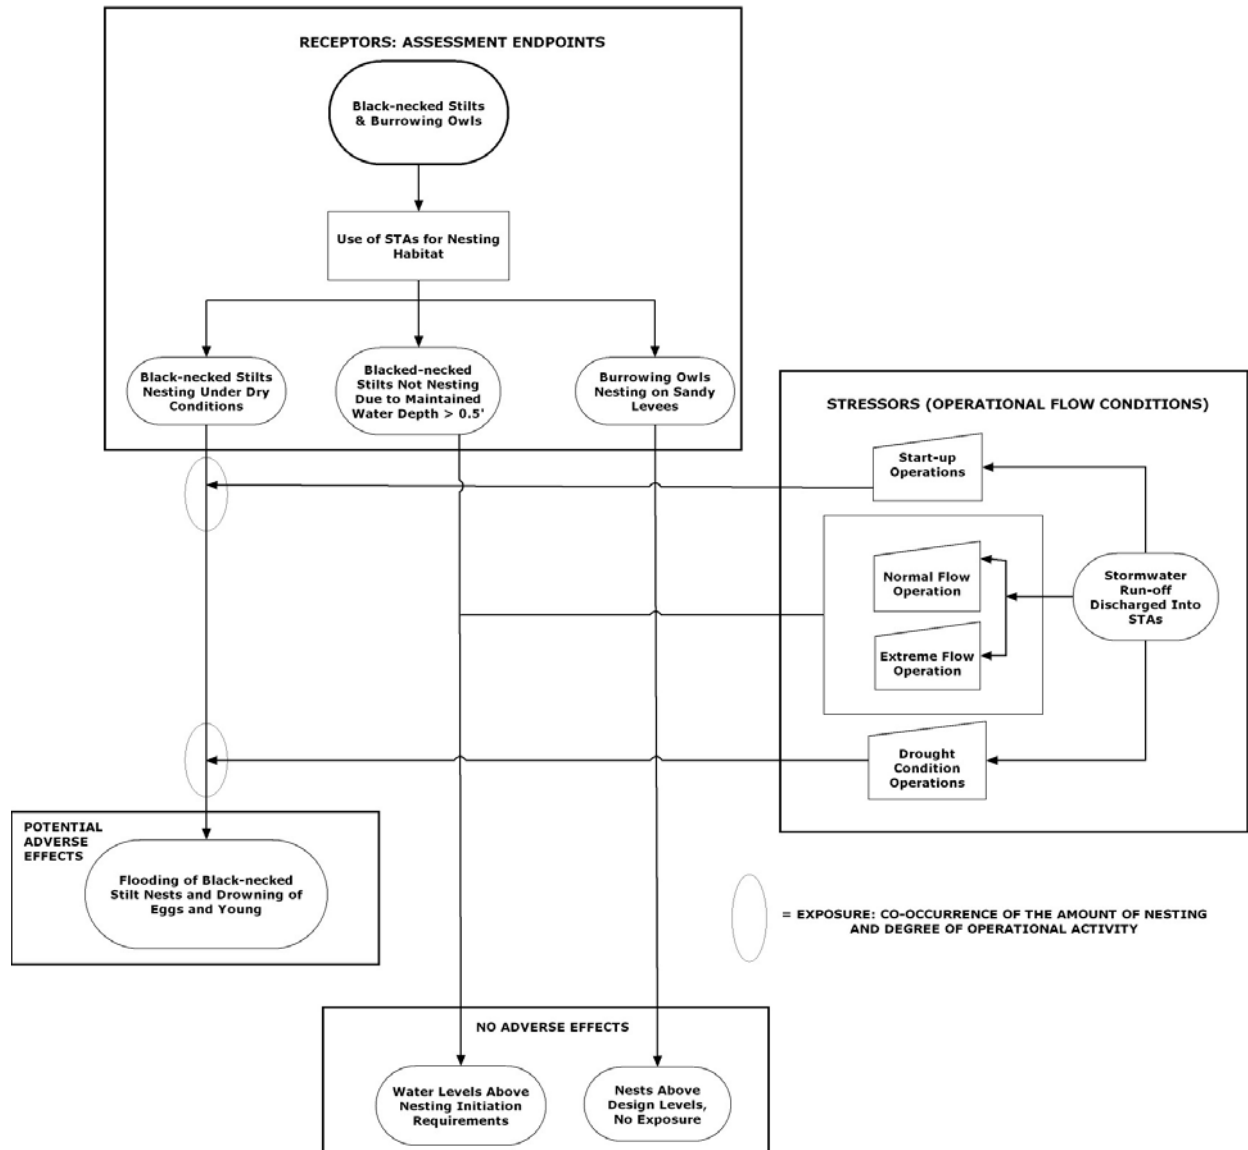 RECEPTORS: ASSESSMENT ENDPOINTS
Black-necked Stilts
& Burrowing Owls
Use of STAs for Nesting
Habitat
Black-necked Stilts
Nesting Under Dry
Conditions
Blacked-necked
Stilts Not Nesting
Due to Maintained
Water Depth > 0.5'
Burrowing Owls
Nesting on Sandy
Levees
STRESSORS (OPERATIONAL FLOW CONDITIONS)
Start-up
Operations
Normal Flow
Operation
Extreme Flow
Operation
Stormwater
Run-off
Discharged Into
STAs
Drought
Condition
Operations
POTENTIAL
ADVERSE
EFFECTS
Flooding of Black-necked
Stilt Nests and Drowning of
Eggs and Young
= EXPOSURE: CO-OCCURRENCE OF THE AMOUNT OF NESTING
AND DEGREE OF OPERATIONAL ACTIVITY
NO ADVERSE EFFECTS
Water Levels Above
Nesting Initiation
Requirements
Nests Above
Design Levels,
No Exposure